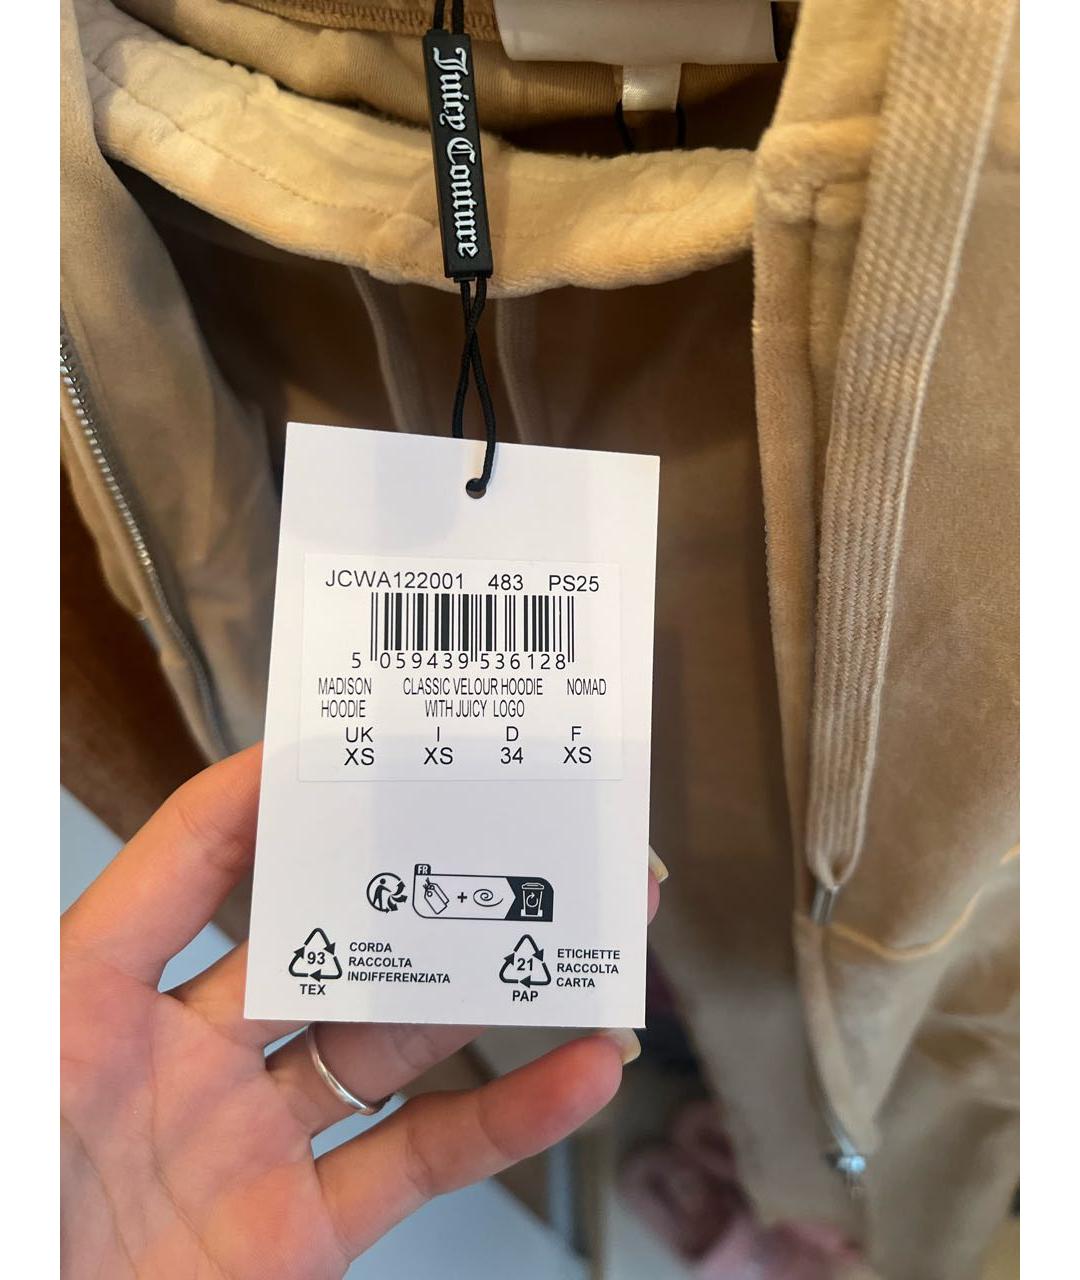 Juicy Couture
JCWA122001 483 PS25
5 059439 536128
MADISON CLASSIC VELOUR HOODIE NOMAD
HOODIE WITH JUICY LOGO
UK I D F
XS XS 34 XS
FR
93 CORDA
RACCOLTA
INDIFFERENZIATA
TEX
21 ETICHETTE
RACCOLTA
CARTA
PAP